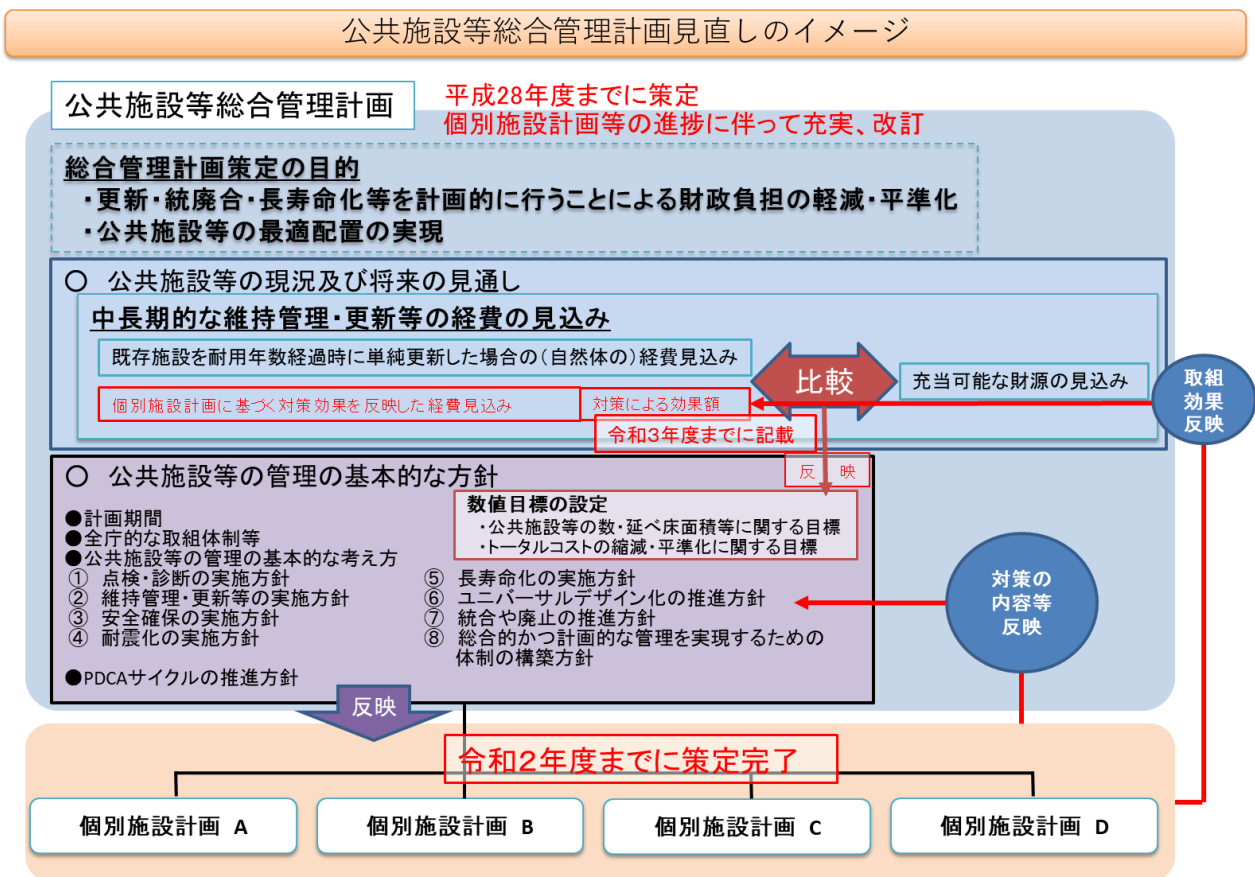 公共施設等総合管理計画見直しのイメージ
公共施設等総合管理計画
平成28年度までに策定
個別施設計画等の進捗に伴って充実、改訂
総合管理計画策定の目的
・更新・統廃合・長寿命化等を計画的に行うことによる財政負担の軽減・平準化
・公共施設等の最適配置の実現
〇 公共施設等の現況及び将来の見通し
中長期的な維持管理・更新等の経費の見込み
既存施設を耐用年数経過時に単純更新した場合の(自然体の)経費見込み
比較
充当可能な財源の見込み
個別施設計画に基づく対策効果を反映した経費見込み
対策による効果額
令和3年度までに記載
取組
効果
反映
反 映
〇 公共施設等の管理の基本的な方針
数値目標の設定
・公共施設等の数・延べ床面積等に関する目標
・トータルコストの縮減・平準化に関する目標
●計画期間
●全庁的な取組体制等
●公共施設等の管理の基本的な考え方
① 点検・診断の実施方針
② 維持管理・更新等の実施方針
③ 安全確保の実施方針
④ 耐震化の実施方針
⑤ 長寿命化の実施方針
⑥ ユニバーサルデザイン化の推進方針
⑦ 統合や廃止の推進方針
⑧ 総合的かつ計画的な管理を実現するための
体制の構築方針
●PDCAサイクルの推進方針
対策の
内容等
反映
反映
令和2年度までに策定完了
個別施設計画 A
個別施設計画 B
個別施設計画 C
個別施設計画 D